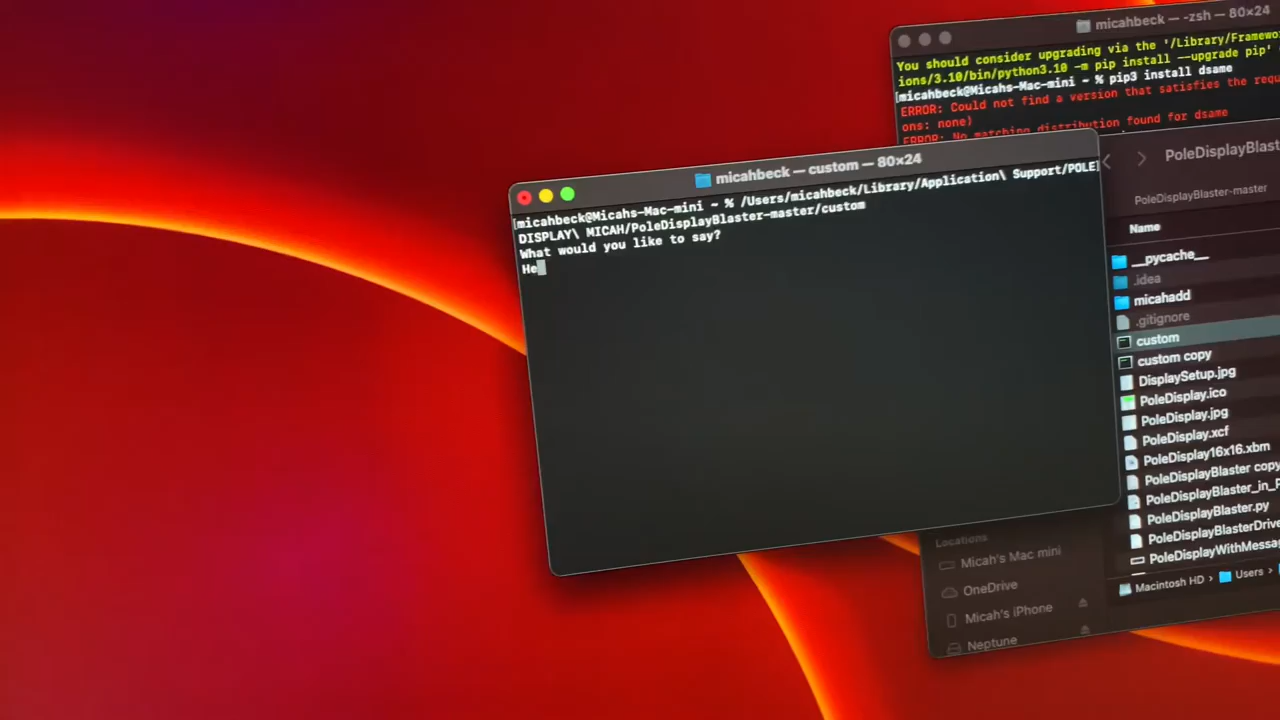 micahbeck — -zsh — 80×24
You should consider upgrading via the '/Library/Framewo
ions/3.10/bin/python3.10 -m pip install --upgrade pip'
[micahbeck@Micahs-Mac-mini ~ % pip3 install dsame
ERROR: Could not find a version that satisfies the requ
ons: none)
ERROR: No matching distribution found for dsame
micahbeck — custom — 80×24
[micahbeck@Micahs-Mac-mini ~ % /Users/micahbeck/Library/Application\ Support/POLE]
DISPLAY\ MICAH/PoleDisplayBlaster-master/custom
What would you like to say?
He
PoleDisplayBlas
PoleDisplayBlaster-master
Name
__pycache__
.idea
micahadd
.gitignore
custom
custom copy
DisplaySetup.jpg
PoleDisplay.ico
PoleDisplay.jpg
PoleDisplay.xcf
PoleDisplay16x16.xbm
PoleDisplayBlaster copy
PoleDisplayBlaster_in_P
PoleDisplayBlaster.py
PoleDisplayBlasterDrive
PoleDisplayWithMessag
Macintosh HD › Users ›
Locations
Micah's Mac mini
OneDrive
Micah's iPhone
Neptune